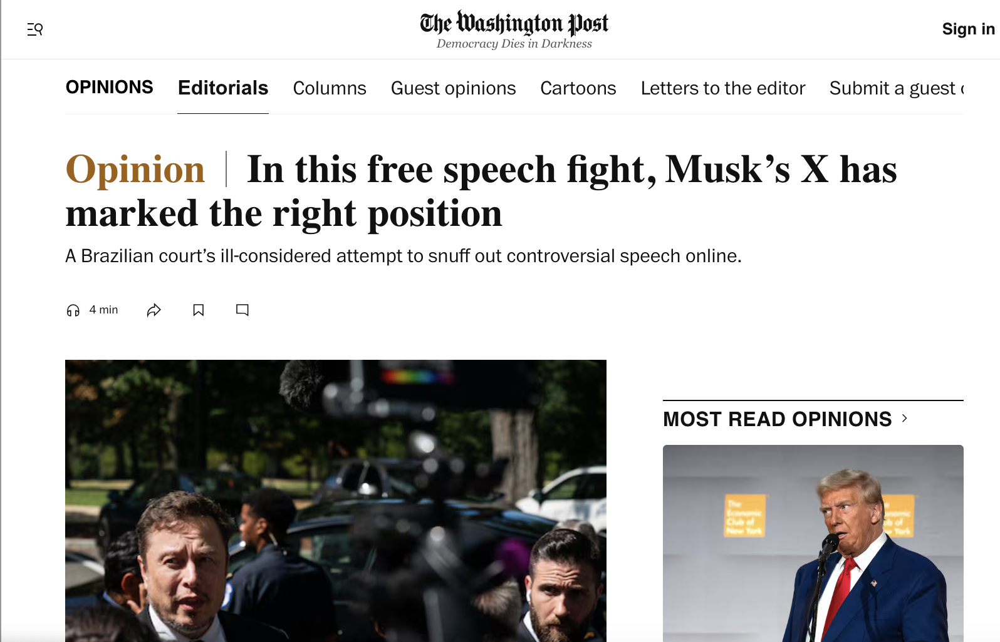 The Washington Post
Democracy Dies in Darkness
Sign in
OPINIONS Editorials Columns Guest opinions Cartoons Letters to the editor Submit a guest
Opinion | In this free speech fight, Musk’s X has
marked the right position
A Brazilian court’s ill-considered attempt to snuff out controversial speech online.
4 min
MOST READ OPINIONS
The
Economic
Club of
New York